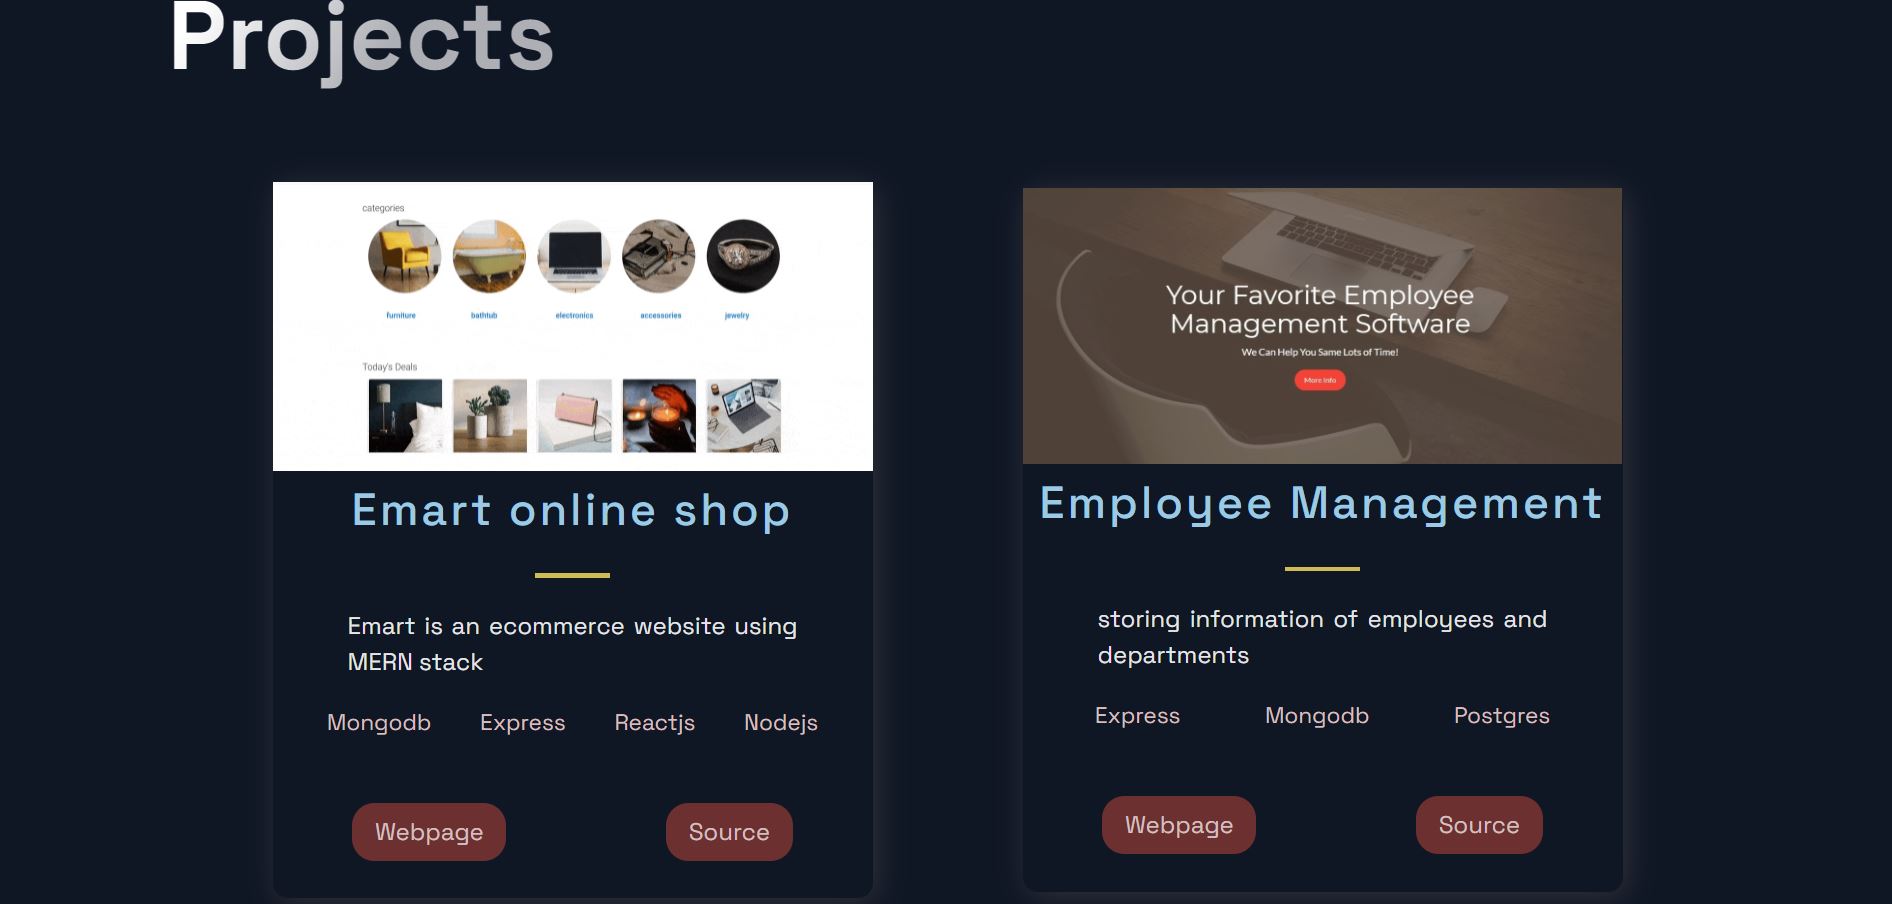 Projects
categories
furniture bathtub electronics accessories jewelry
Today's Deals
Emart online shop
Emart is an ecommerce website using
MERN stack
Mongodb Express Reactjs Nodejs
Webpage Source
Your Favorite Employee
Management Software
We Can Help You Same Lots of Time!
More Info
Employee Management
storing information of employees and
departments
Express Mongodb Postgres
Webpage Source